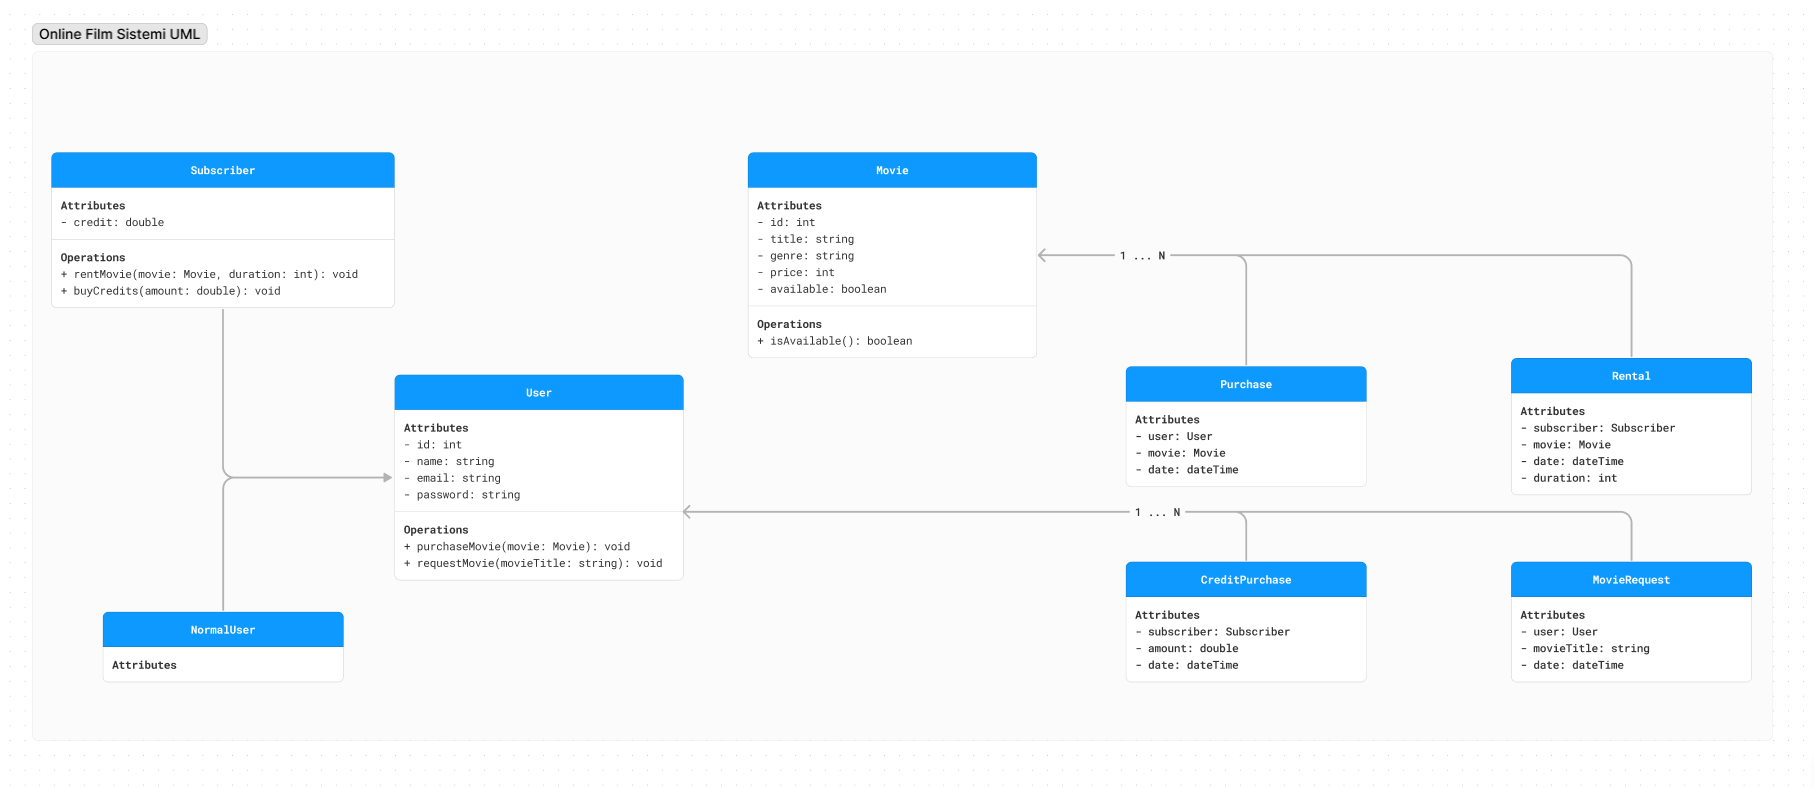 Online Film Sistemi UML
Subscriber
Attributes
- credit: double
Operations
+ rentMovie(movie: Movie, duration: int): void
+ buyCredits(amount: double): void
Movie
Attributes
- id: int
- title: string
- genre: string
- price: int
- available: boolean
Operations
+ isAvailable(): boolean
1 ... N
User
Attributes
- id: int
- name: string
- email: string
- password: string
Operations
+ purchaseMovie(movie: Movie): void
+ requestMovie(movieTitle: string): void
Purchase
Attributes
- user: User
- movie: Movie
- date: dateTime
Rental
Attributes
- subscriber: Subscriber
- movie: Movie
- date: dateTime
- duration: int
1 ... N
NormalUser
Attributes
CreditPurchase
Attributes
- subscriber: Subscriber
- amount: double
- date: dateTime
MovieRequest
Attributes
- user: User
- movieTitle: string
- date: dateTime